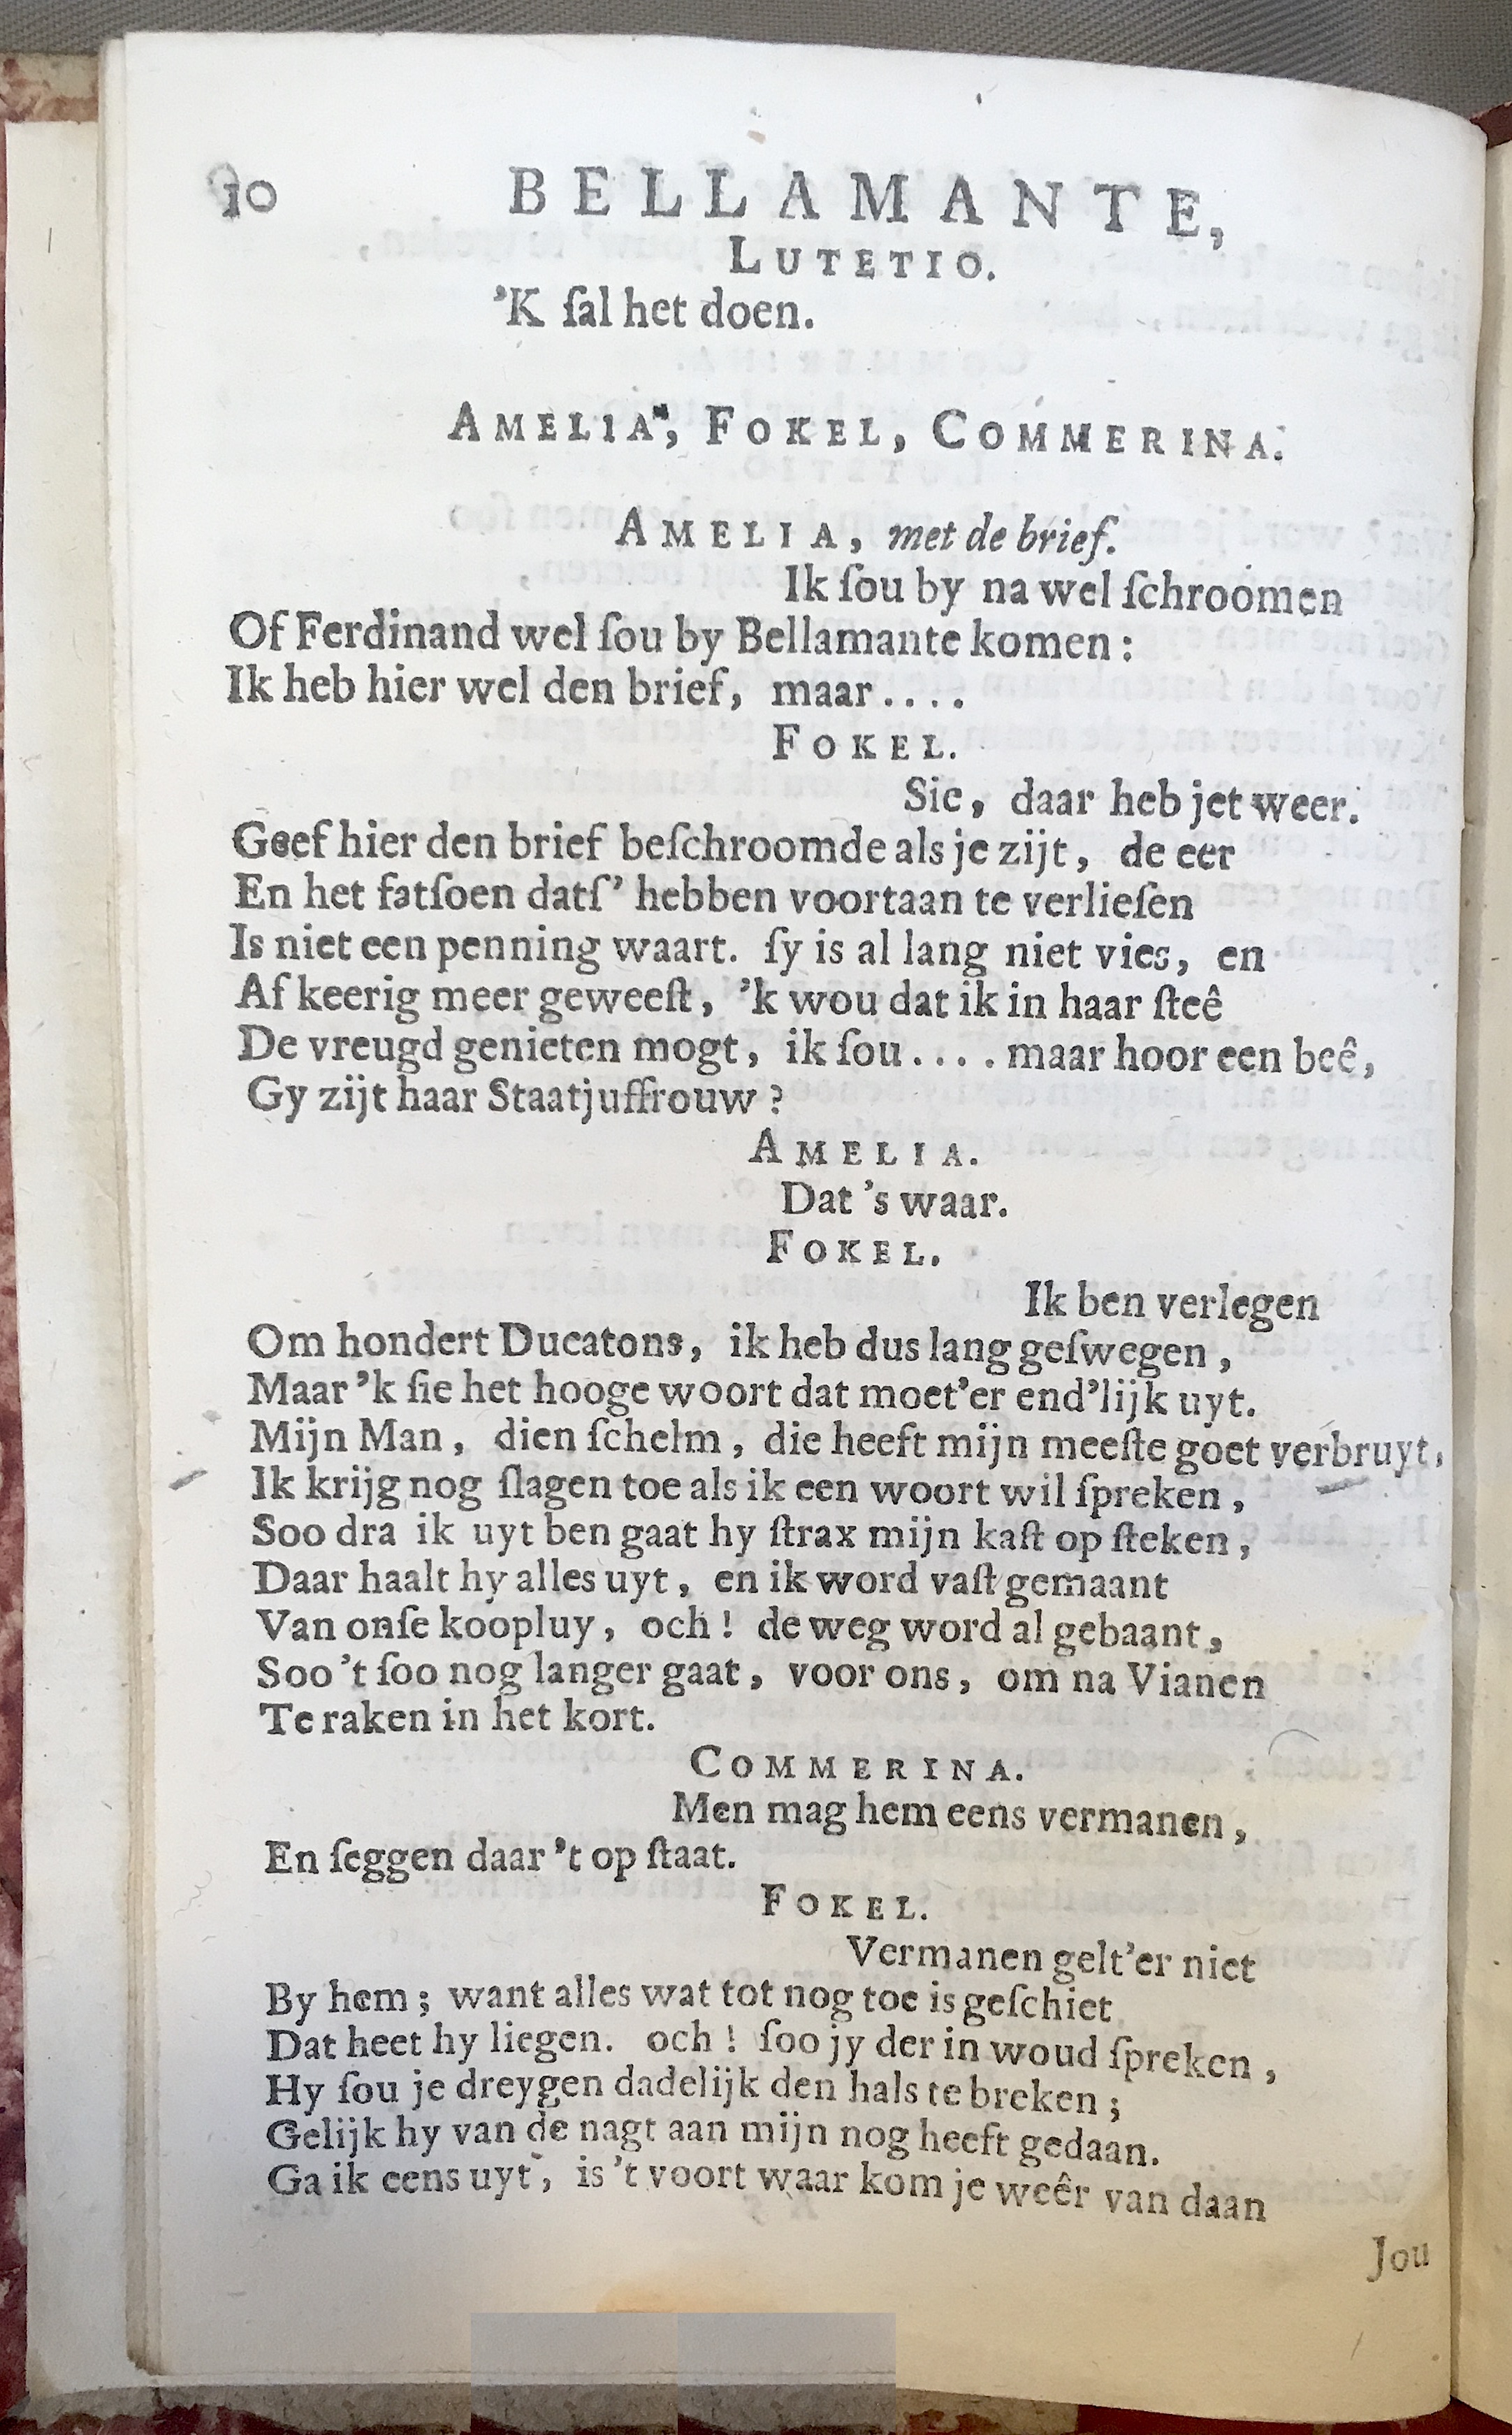 10 BELLAMANTE,
LUTETIO.
'K ſal het doen.
AMELIA, FOKEL, COMMERINA.
AMELIA, met de brief.
Ik ſou by na wel ſchroomen
Of Ferdinand wel ſou by Bellamante komen:
Ik heb hier wel den brief, maar....
FOKEL.
Sie, daar heb jet weer.
Geef hier den brief beſchroomde als je zijt, de eer
En het fatſoen datſ' hebben voortaan te verlieſen
Is niet een penning waart. ſy is al lang niet vies, en
Af keerig meer geweeſt, 'k wou dat ik in haar ſteê
De vreugd genieten mogt, ik ſou.... maar hoor een beê,
Gy zijt haar Staatjuffrouw?
AMELIA.
Dat 's waar.
FOKEL.
Ik ben verlegen
Om hondert Ducatons, ik heb dus lang geſwegen,
Maar 'k ſie het hooge woort dat moet'er end'lijk uyt.
Mijn Man, dien ſchelm, die heeft mijn meeſte goet verbruyt,
Ik krijg nog ſlagen toe als ik een woort wil ſpreken,
Soo dra ik uyt ben gaat hy ſtrax mijn kaſt op ſteken,
Daar haalt hy alles uyt, en ik word vaſt gemaant
Van onſe koopluy, och! de weg word al gebaant,
Soo 't ſoo nog langer gaat, voor ons, om na Vianen
Te raken in het kort.
COMMERINA.
Men mag hem eens vermanen,
En ſeggen daar 't op ſtaat.
FOKEL.
Vermanen gelt'er niet
By hem; want alles wat tot nog toe is geſchiet
Dat heet hy liegen. och! ſoo jy der in woud ſpreken,
Hy ſou je dreygen dadelijk den hals te breken;
Gelijk hy van de nagt aan mijn nog heeft gedaan.
Ga ik eens uyt, is 't voort waar kom je weêr van daan
Jou